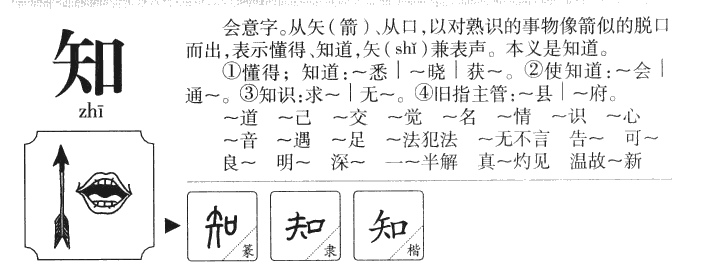 知
zhī
会意字。从矢（箭）、从口，以对熟识的事物像箭似的脱口
而出，表示懂得、知道，矢（shǐ）兼表声。本义是知道。
①懂得；知道：～悉｜～晓｜获～。②使知道：～会｜
通～。③知识：求～｜无～。④旧指主管：～县｜～府。
～道 ～己 ～交 ～觉 ～名 ～情 ～识 ～心
～音 ～遇 ～足 ～法犯法 ～无不言 告～ 可～
良～ 明～ 深～ 一～半解 真～灼见 温故～新
知 篆
知 隶
知 楷